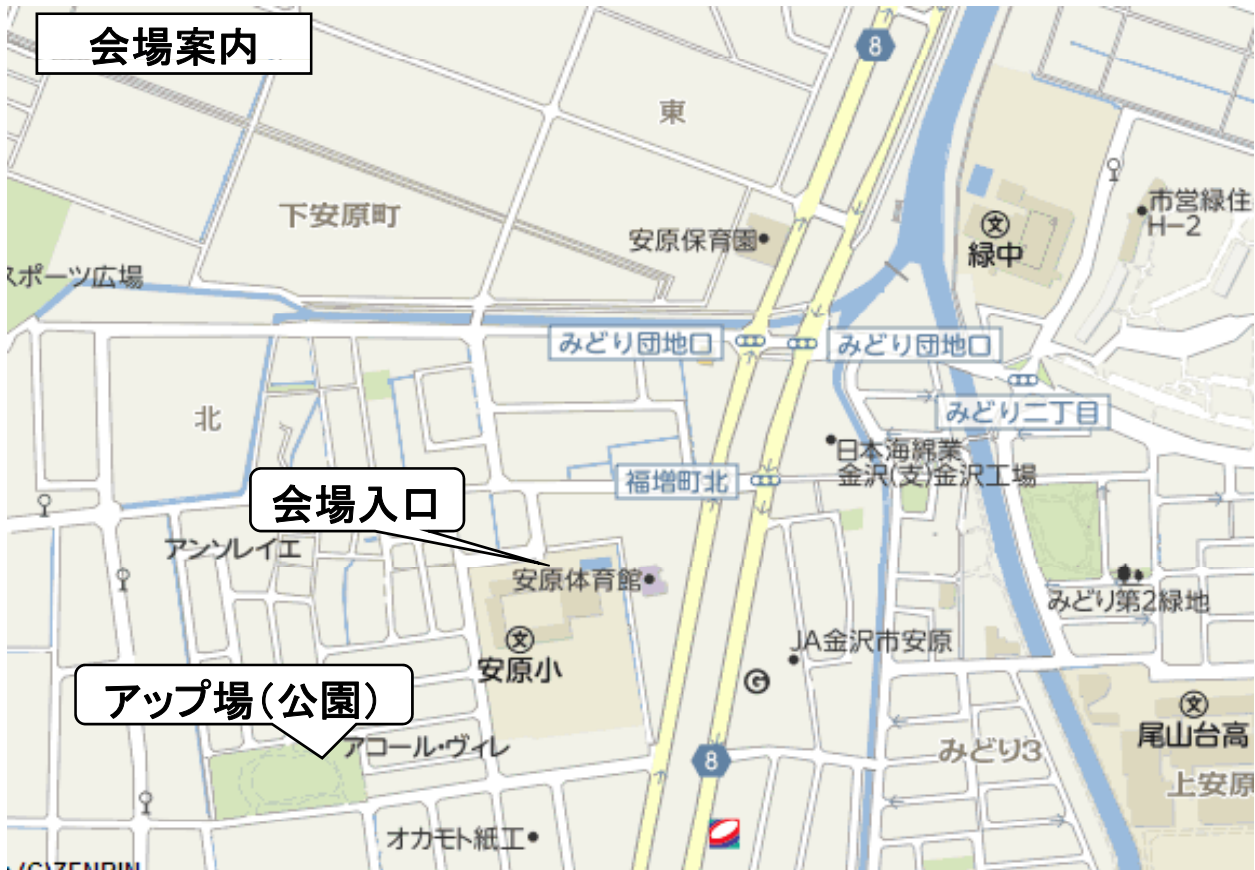 会場案内
8
東
下安原町
安原保育園
文
緑中
市営緑住
H-2
スポーツ広場
みどり団地口
みどり団地口
みどり二丁目
北
日本海綿業
金沢(支)金沢工場
福増町北
会場入口
アンソレイエ
安原体育館
みどり第2緑地
文
安原小
JA金沢市安原
G
アップ場(公園)
アコール・ヴィレ
文
尾山台高
みどり3
8
上安原
オカモト紙工
(C)ZENRIN